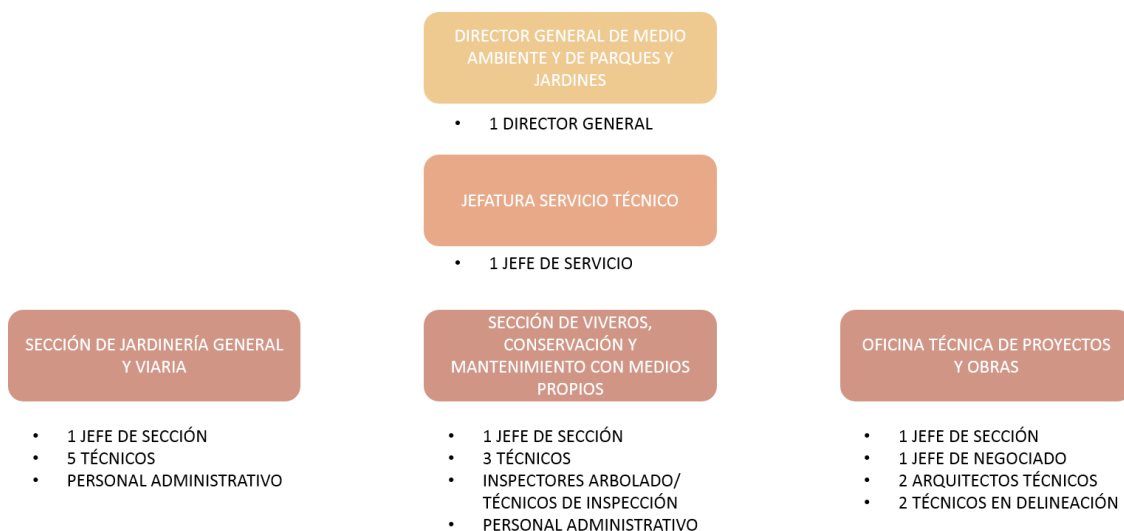 DIRECTOR GENERAL DE MEDIO
AMBIENTE Y DE PARQUES Y
JARDINES
• 1 DIRECTOR GENERAL
JEFATURA SERVICIO TÉCNICO
• 1 JEFE DE SERVICIO
SECCIÓN DE JARDINERÍA GENERAL
Y VIARIA
• 1 JEFE DE SECCIÓN
• 5 TÉCNICOS
• PERSONAL ADMINISTRATIVO
SECCIÓN DE VIVEROS,
CONSERVACIÓN Y
MANTENIMIENTO CON MEDIOS
PROPIOS
• 1 JEFE DE SECCIÓN
• 3 TÉCNICOS
• INSPECTORES ARBOLADO/
TÉCNICOS DE INSPECCIÓN
• PERSONAL ADMINISTRATIVO
OFICINA TÉCNICA DE PROYECTOS
Y OBRAS
• 1 JEFE DE SECCIÓN
• 1 JEFE DE NEGOCIADO
• 2 ARQUITECTOS TÉCNICOS
• 2 TÉCNICOS EN DELINEACIÓN